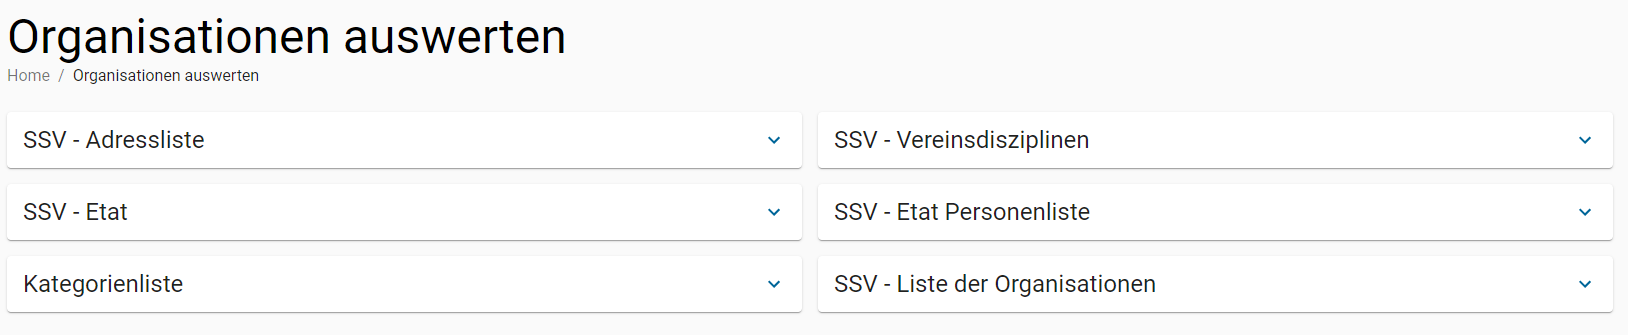 Organisationen auswerten
Home / Organisationen auswerten
SSV - Adressliste
SSV - Vereinsdisziplinen
SSV - Etat
SSV - Etat Personenliste
Kategorienliste
SSV - Liste der Organisationen